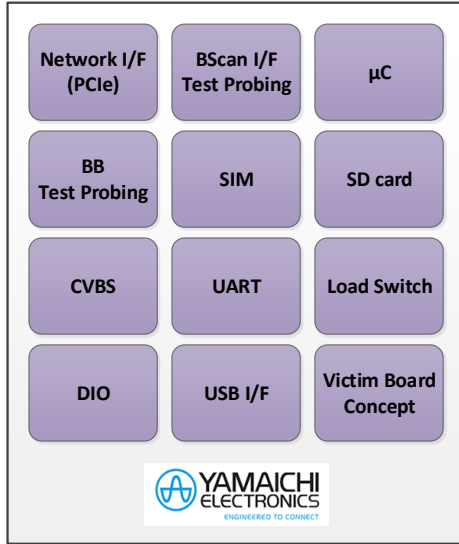 Network I/F
(PCIe)
BScan I/F
Test Probing
µC
BB
Test Probing
SIM
SD card
CVBS
UART
Load Switch
DIO
USB I/F
Victim Board
Concept
YAMAICHI
ELECTRONICS
ENGINEERED TO CONNECT